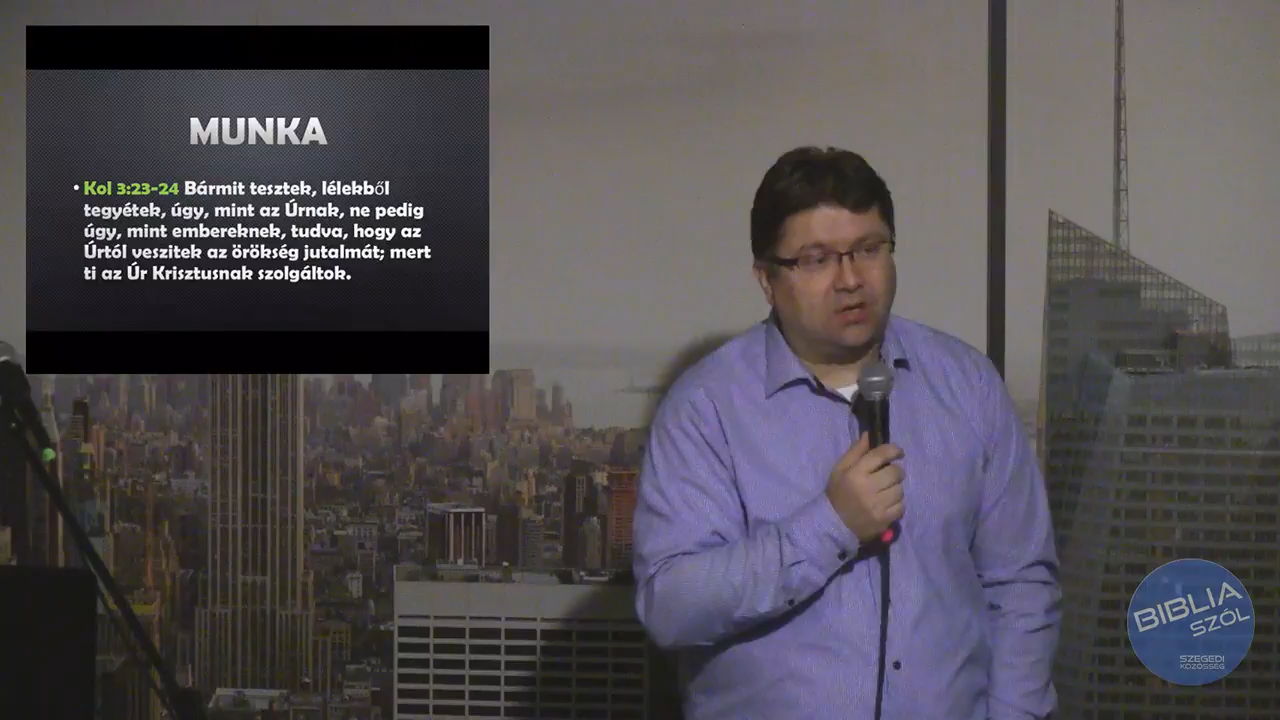 MUNKA
• Kol 3:23-24 Bármit tesztek, lélekből
tegyétek, úgy, mint az Úrnak, ne pedig
úgy, mint embereknek, tudva, hogy az
Úrtól veszitek az örökség jutalmát; mert
ti az Úr Krisztusnak szolgáltok.
BIBLIA
SZÓL
SZEGEDI
KÖZÖSSÉG